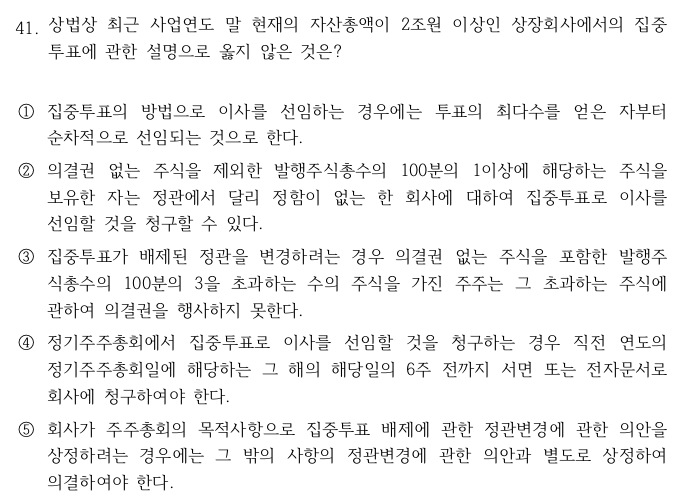 41. 상법상 최근 사업연도 말 현재의 자산총액이 2조원 이상인 상장회사에서의 집중
투표에 관한 설명으로 옳지 않은 것은?
① 집중투표의 방법으로 이사를 선임하는 경우에는 투표의 최다수를 얻은 자부터
순차적으로 선임되는 것으로 한다.
② 의결권 없는 주식을 제외한 발행주식총수의 100분의 1이상에 해당하는 주식을
보유한 자는 정관에서 달리 정함이 없는 한 회사에 대하여 집중투표로 이사를
선임할 것을 청구할 수 있다.
③ 집중투표가 배제된 정관을 변경하려는 경우 의결권 없는 주식을 포함한 발행주
식총수의 100분의 3을 초과하는 수의 주식을 가진 주주는 그 초과하는 주식에
관하여 의결권을 행사하지 못한다.
④ 정기주주총회에서 집중투표로 이사를 선임할 것을 청구하는 경우 직전 연도의
정기주주총회일에 해당하는 그 해의 해당일의 6주 전까지 서면 또는 전자문서로
회사에 청구하여야 한다.
⑤ 회사가 주주총회의 목적사항으로 집중투표 배제에 관한 정관변경에 관한 의안을
상정하려는 경우에는 그 밖의 사항의 정관변경에 관한 의안과 별도로 상정하여
의결하여야 한다.